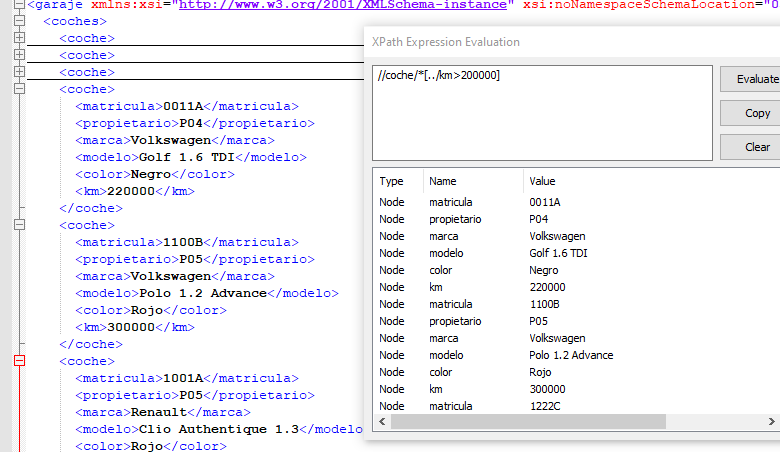 <garaje xmlns:xsi="http://www.w3.org/2001/XMLSchema-instance" xsi:noNamespaceSchemaLocation="
<coches>
<coche>
<coche>
<coche>
<coche>
<matricula>0011A</matricula>
<propietario>P04</propietario>
<marca>Volkswagen</marca>
<modelo>Golf 1.6 TDI</modelo>
<color>Negro</color>
<km>220000</km>
</coche>
<coche>
<matricula>1100B</matricula>
<propietario>P05</propietario>
<marca>Volkswagen</marca>
<modelo>Polo 1.2 Advance</modelo>
<color>Rojo</color>
<km>300000</km>
</coche>
<coche>
<matricula>1001A</matricula>
<propietario>P05</propietario>
<marca>Renault</marca>
<modelo>Clio Authentique 1.3</modelo
<color>Rojo</color>
XPath Expression Evaluation
//coche/*[../km>200000]
Evaluate
Copy
Clear
Type Name Value
Node matricula 0011A
Node propietario P04
Node marca Volkswagen
Node modelo Golf 1.6 TDI
Node color Negro
Node km 220000
Node matricula 1100B
Node propietario P05
Node marca Volkswagen
Node modelo Polo 1.2 Advance
Node color Rojo
Node km 300000
Node matricula 1222C